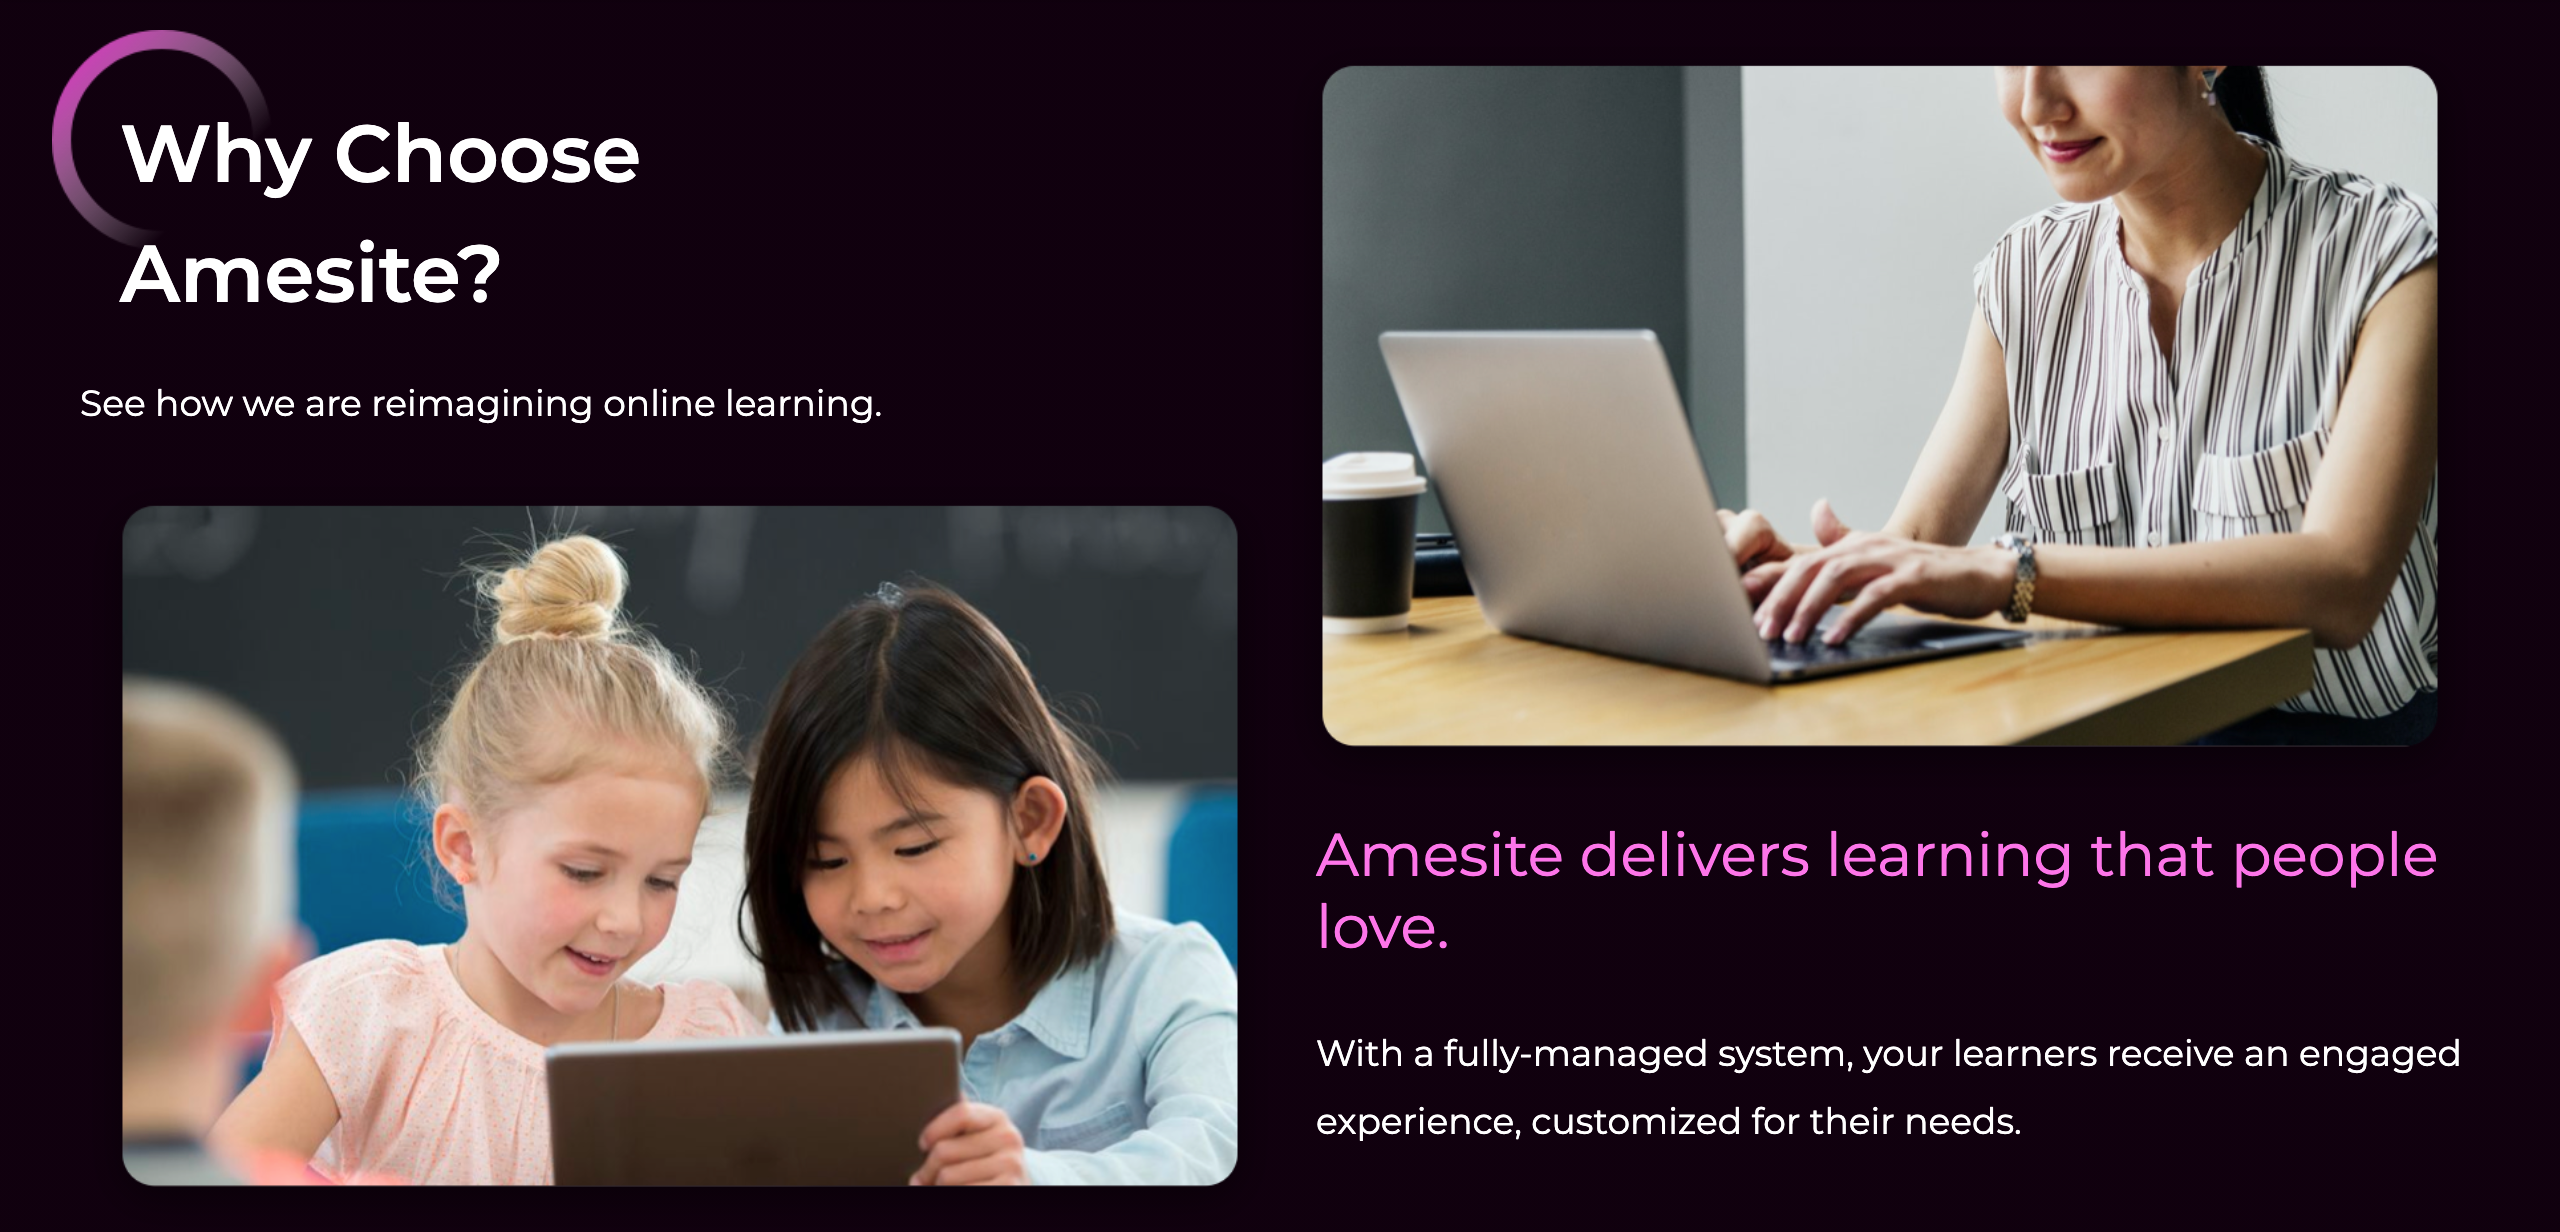 Why Choose
Amesite?
See how we are reimagining online learning.
Amesite delivers learning that people
love.
With a fully-managed system, your learners receive an engaged
experience, customized for their needs.